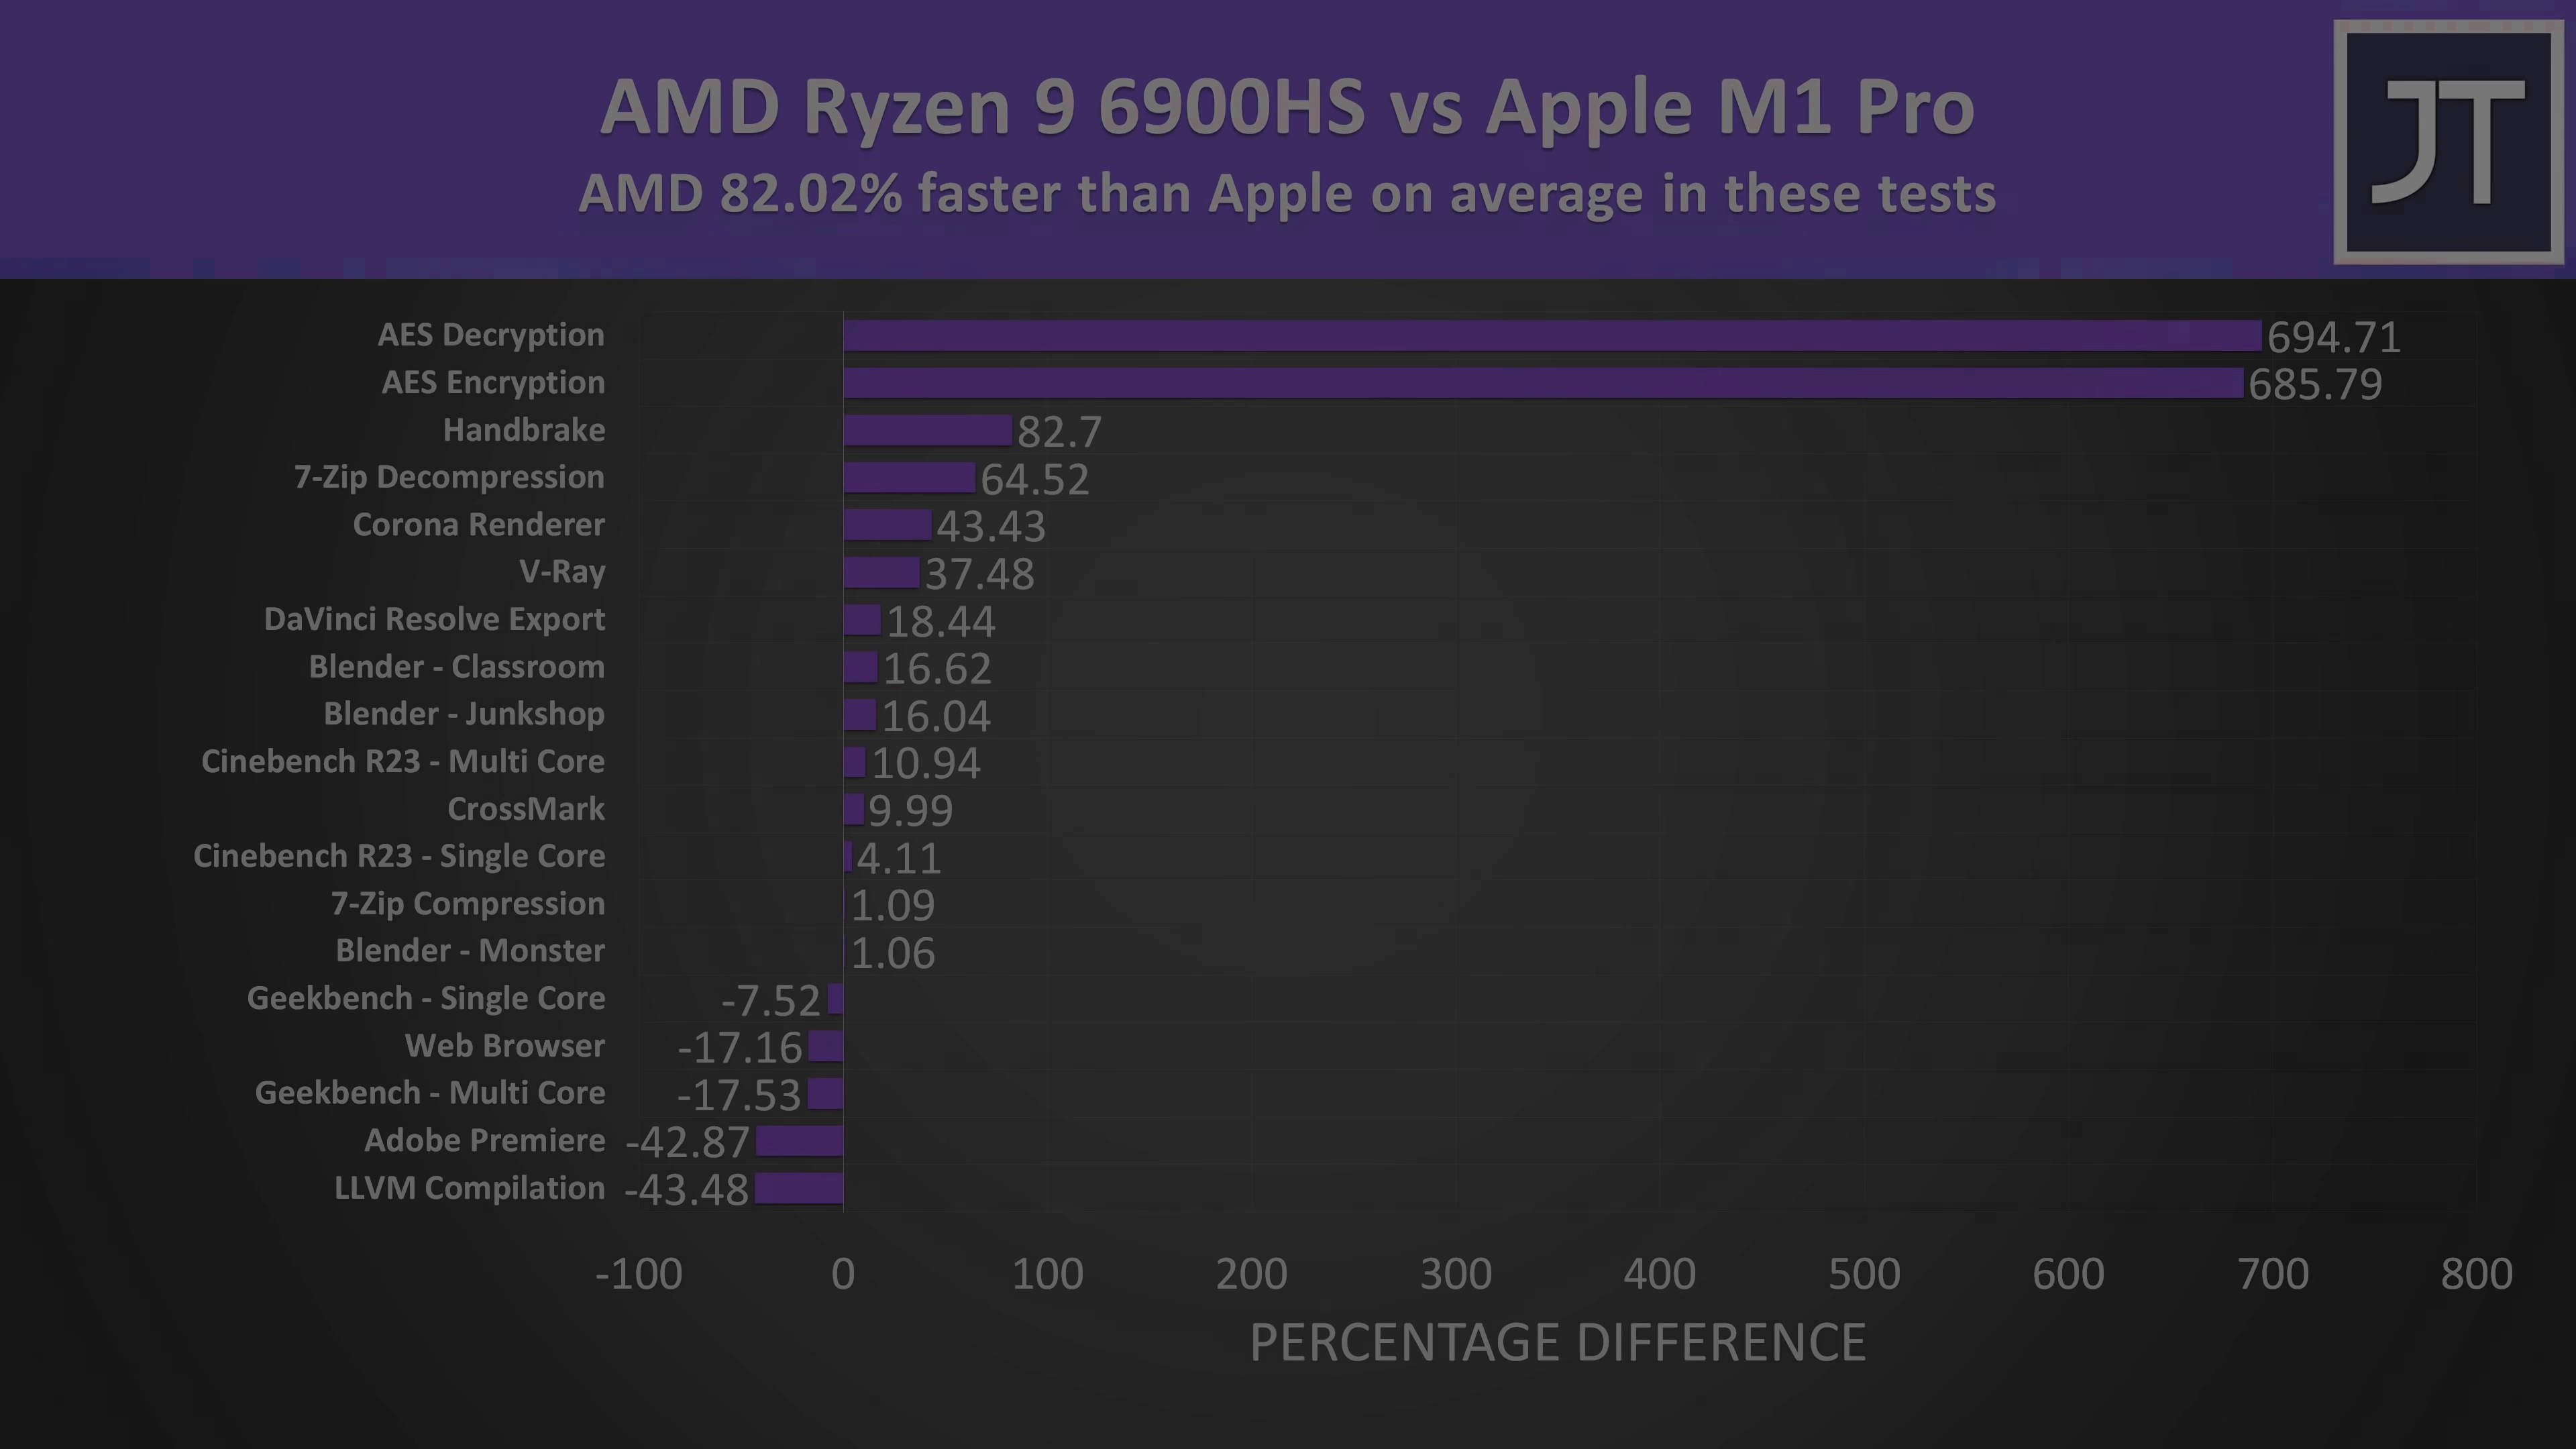 AMD Ryzen 9 6900HS vs Apple M1 Pro
AMD 82.02% faster than Apple on average in these tests
JT
AES Decryption 694.71
AES Encryption 685.79
Handbrake 82.7
7-Zip Decompression 64.52
Corona Renderer 43.43
V-Ray 37.48
DaVinci Resolve Export 18.44
Blender - Classroom 16.62
Blender - Junkshop 16.04
Cinebench R23 - Multi Core 10.94
CrossMark 9.99
Cinebench R23 - Single Core 4.11
7-Zip Compression 1.09
Blender - Monster 1.06
Geekbench - Single Core -7.52
Web Browser -17.16
Geekbench - Multi Core -17.53
Adobe Premiere -42.87
LLVM Compilation -43.48
-100 0 100 200 300 400 500 600 700 800
PERCENTAGE DIFFERENCE